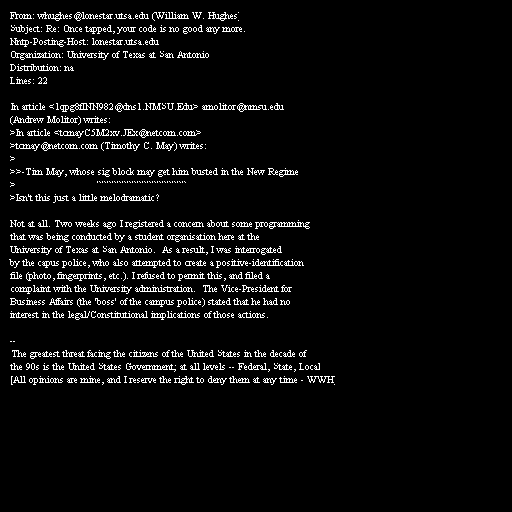 From: whughes@lonestar.utsa.edu (William W. Hughes)
Subject: Re: Once tapped, your code is no good any more.
Nntp-Posting-Host: lonestar.utsa.edu
Organization: University of Texas at San Antonio
Distribution: na
Lines: 22

In article <1qpg8fINN982@dns1.NMSU.Edu> amolitor@nmsu.edu
(Andrew Molitor) writes:
>In article <tcmayC5M2xv.JEx@netcom.com>
>tcmay@netcom.com (Timothy C. May) writes:
>
>>-Tim May, whose sig block may get him busted in the New Regime
> ^^^^^^^^^^^^^^^^^^^^^^
>Isn't this just a little melodramatic?

Not at all. Two weeks ago I registered a concern about some programming
that was being conducted by a student organisation here at the
University of Texas at San Antonio.  As a result, I was interrogated
by the capus police, who also attempted to create a positive-identification
file (photo, fingerprints, etc.). I refused to permit this, and filed a
complaint with the University administration.  The Vice-President for
Business Affairs (the 'boss' of the campus police) stated that he had no
interest in the legal/Constitutional implications of those actions.

--
 The greatest threat facing the citizens of the United States in the decade of
the 90s is the United States Government; at all levels -- Federal, State, Local
[All opinions are mine, and I reserve the right to deny them at any time - WWH]